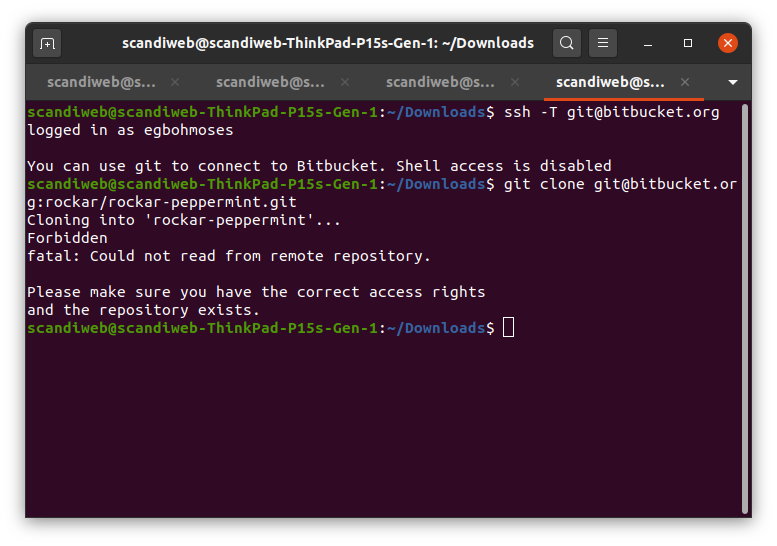 scandiweb@scandiweb-ThinkPad-P15s-Gen-1: ~/Downloads
scandiweb@s... scandiweb@s... scandiweb@s... scandiweb@s...
scandiweb@scandiweb-ThinkPad-P15s-Gen-1:~/Downloads$ ssh -T git@bitbucket.org
logged in as egbohmoses
You can use git to connect to Bitbucket. Shell access is disabled
scandiweb@scandiweb-ThinkPad-P15s-Gen-1:~/Downloads$ git clone git@bitbucket.or
g:rockar/rockar-peppermint.git
Cloning into 'rockar-peppermint'...
Forbidden
fatal: Could not read from remote repository.
Please make sure you have the correct access rights
and the repository exists.
scandiweb@scandiweb-ThinkPad-P15s-Gen-1:~/Downloads$